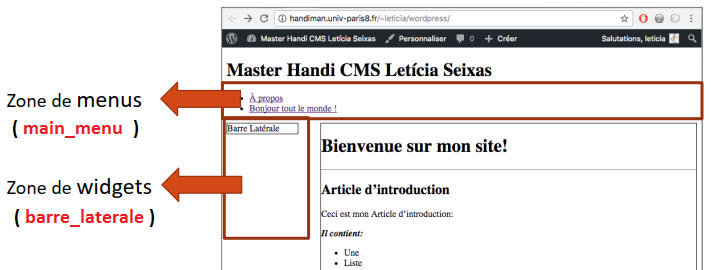 handiman.univ-paris8.fr/~leticia/wordpress/
Master Handi CMS Letícia Seixas Personnaliser 0 Créer Salutations, leticia
Master Handi CMS Letícia Seixas
À propos
Bonjour tout le monde !
Zone de menus
( main_menu )
Barre Latérale
Bienvenue sur mon site!
Zone de widgets
( barre_laterale )
Article d’introduction
Ceci est mon Article d’introduction:
Il contient:
Une
Liste